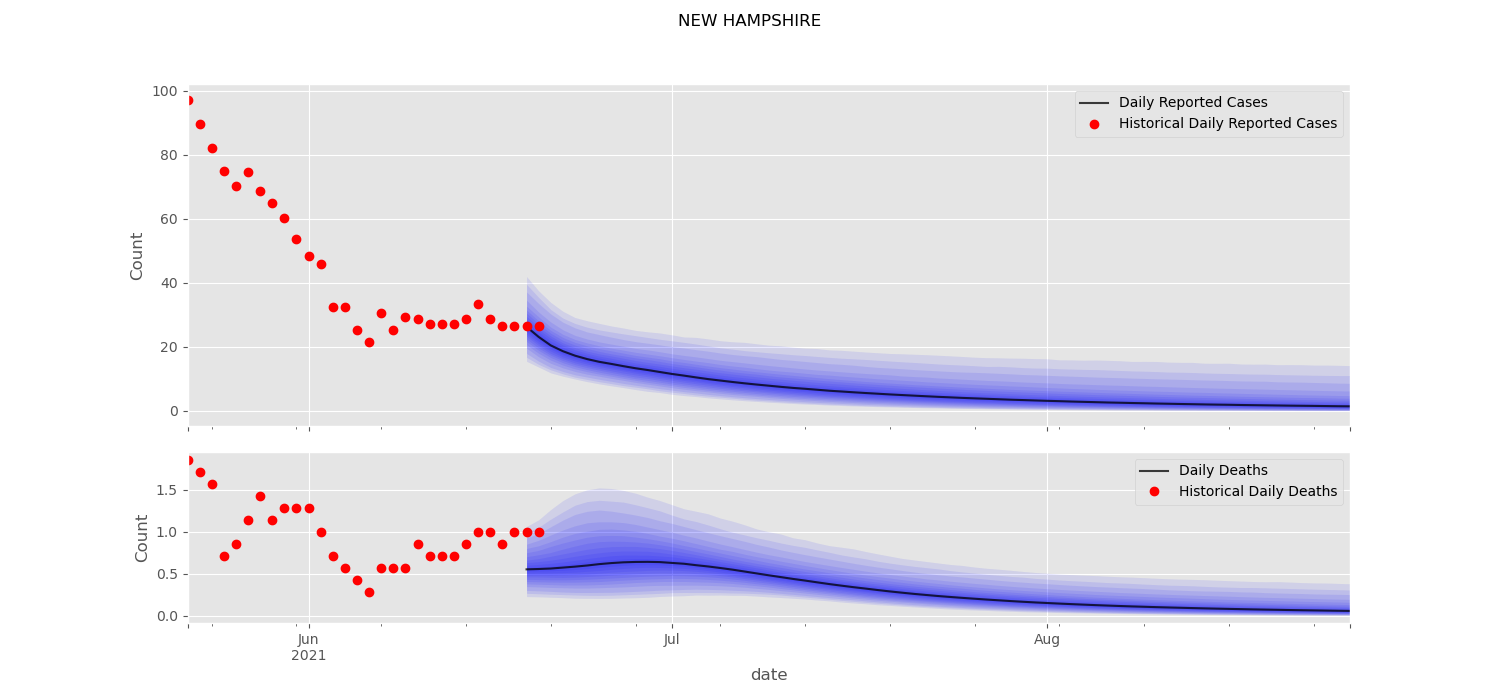 NEW HAMPSHIRE
100
80
60
40
20
0
Count
Daily Reported Cases
Historical Daily Reported Cases
1.5
1.0
0.5
0.0
Count
Daily Deaths
Historical Daily Deaths
Jun
2021
Jul
Aug
date